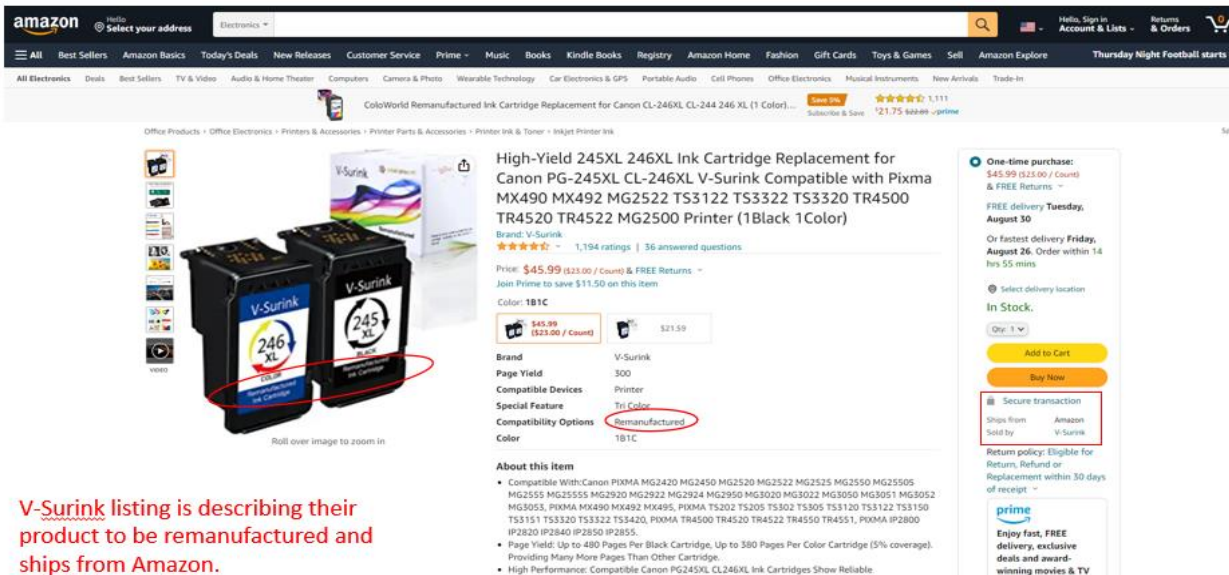 amazon
Hello
Select your address
Electronics
Hello, Sign in
Account & Lists
Returns
& Orders
0
All Best Sellers Amazon Basics Today's Deals New Releases Customer Service Prime Music Books Kindle Books Registry Amazon Home Fashion Gift Cards Toys & Games Sell Amazon Explore Thursday Night Football starts
All Electronics Deals Best Sellers TV & Video Audio & Home Theater Computers Camera & Photo Wearable Technology Car Electronics & GPS Portable Audio Cell Phones Office Electronics Musical Instruments New Arrivals Trade-In
ColoWorld Remanufactured Ink Cartridge Replacement for Canon CL-246XL CL-244 246 XL (1 Color)...
Save 5%
Subscribe & Save
1,111
$21.75 $22.89 prime
Office Products › Office Electronics › Printers & Accessories › Printer Parts & Accessories › Printer Ink & Toner › Inkjet Printer Ink
V-Surink
V-Surink
246
XL
COLOR
Remanufactured
Ink Cartridge
V-Surink
245
XL
BLACK
Remanufactured
Ink Cartridge
VIDEO
Roll over image to zoom in
High-Yield 245XL 246XL Ink Cartridge Replacement for
Canon PG-245XL CL-246XL V-Surink Compatible with Pixma
MX490 MX492 MG2522 TS3122 TS3322 TS3320 TR4500
TR4520 TR4522 MG2500 Printer (1Black 1Color)
Brand: V-Surink
1,194 ratings | 36 answered questions
Price: $45.99 ($23.00 / Count) & FREE Returns
Join Prime to save $11.50 on this item
Color: 1B1C
$45.99
($23.00 / Count)
$21.59
Brand V-Surink
Page Yield 300
Compatible Devices Printer
Special Feature Tri Color
Compatibility Options Remanufactured
Color 1B1C
About this item
• Compatible With:Canon PIXMA MG2420 MG2450 MG2520 MG2522 MG2525 MG2550 MG2550S
MG2555 MG2555S MG2920 MG2922 MG2924 MG2950 MG3020 MG3022 MG3050 MG3051 MG3052
MG3053, PIXMA MX490 MX492 MX495, PIXMA TS202 TS205 TS302 TS305 TS3120 TS3122 TS3150
TS3151 TS3320 TS3322 TS3420, PIXMA TR4500 TR4520 TR4522 TR4550 TR4551, PIXMA IP2800
IP2820 IP2840 IP2850 IP2855.
• Page Yield: Up to 480 Pages Per Black Cartridge, Up to 380 Pages Per Color Cartridge (5% coverage).
Providing Many More Pages Than Other Cartridge.
• High Performance: Compatible Canon PG245XL CL246XL Ink Cartridges Show Reliable
One-time purchase:
$45.99 ($23.00 / Count)
& FREE Returns
FREE delivery Tuesday,
August 30
Or fastest delivery Friday,
August 26. Order within 14
hrs 55 mins
Select delivery location
In Stock.
Qty: 1
Add to Cart
Buy Now
Secure transaction
Ships from Amazon
Sold by V-Surink
Return policy: Eligible for
Return, Refund or
Replacement within 30 days
of receipt
prime
Enjoy fast, FREE
delivery, exclusive
deals and award-
winning movies & TV
V-Surink listing is describing their
product to be remanufactured and
ships from Amazon.